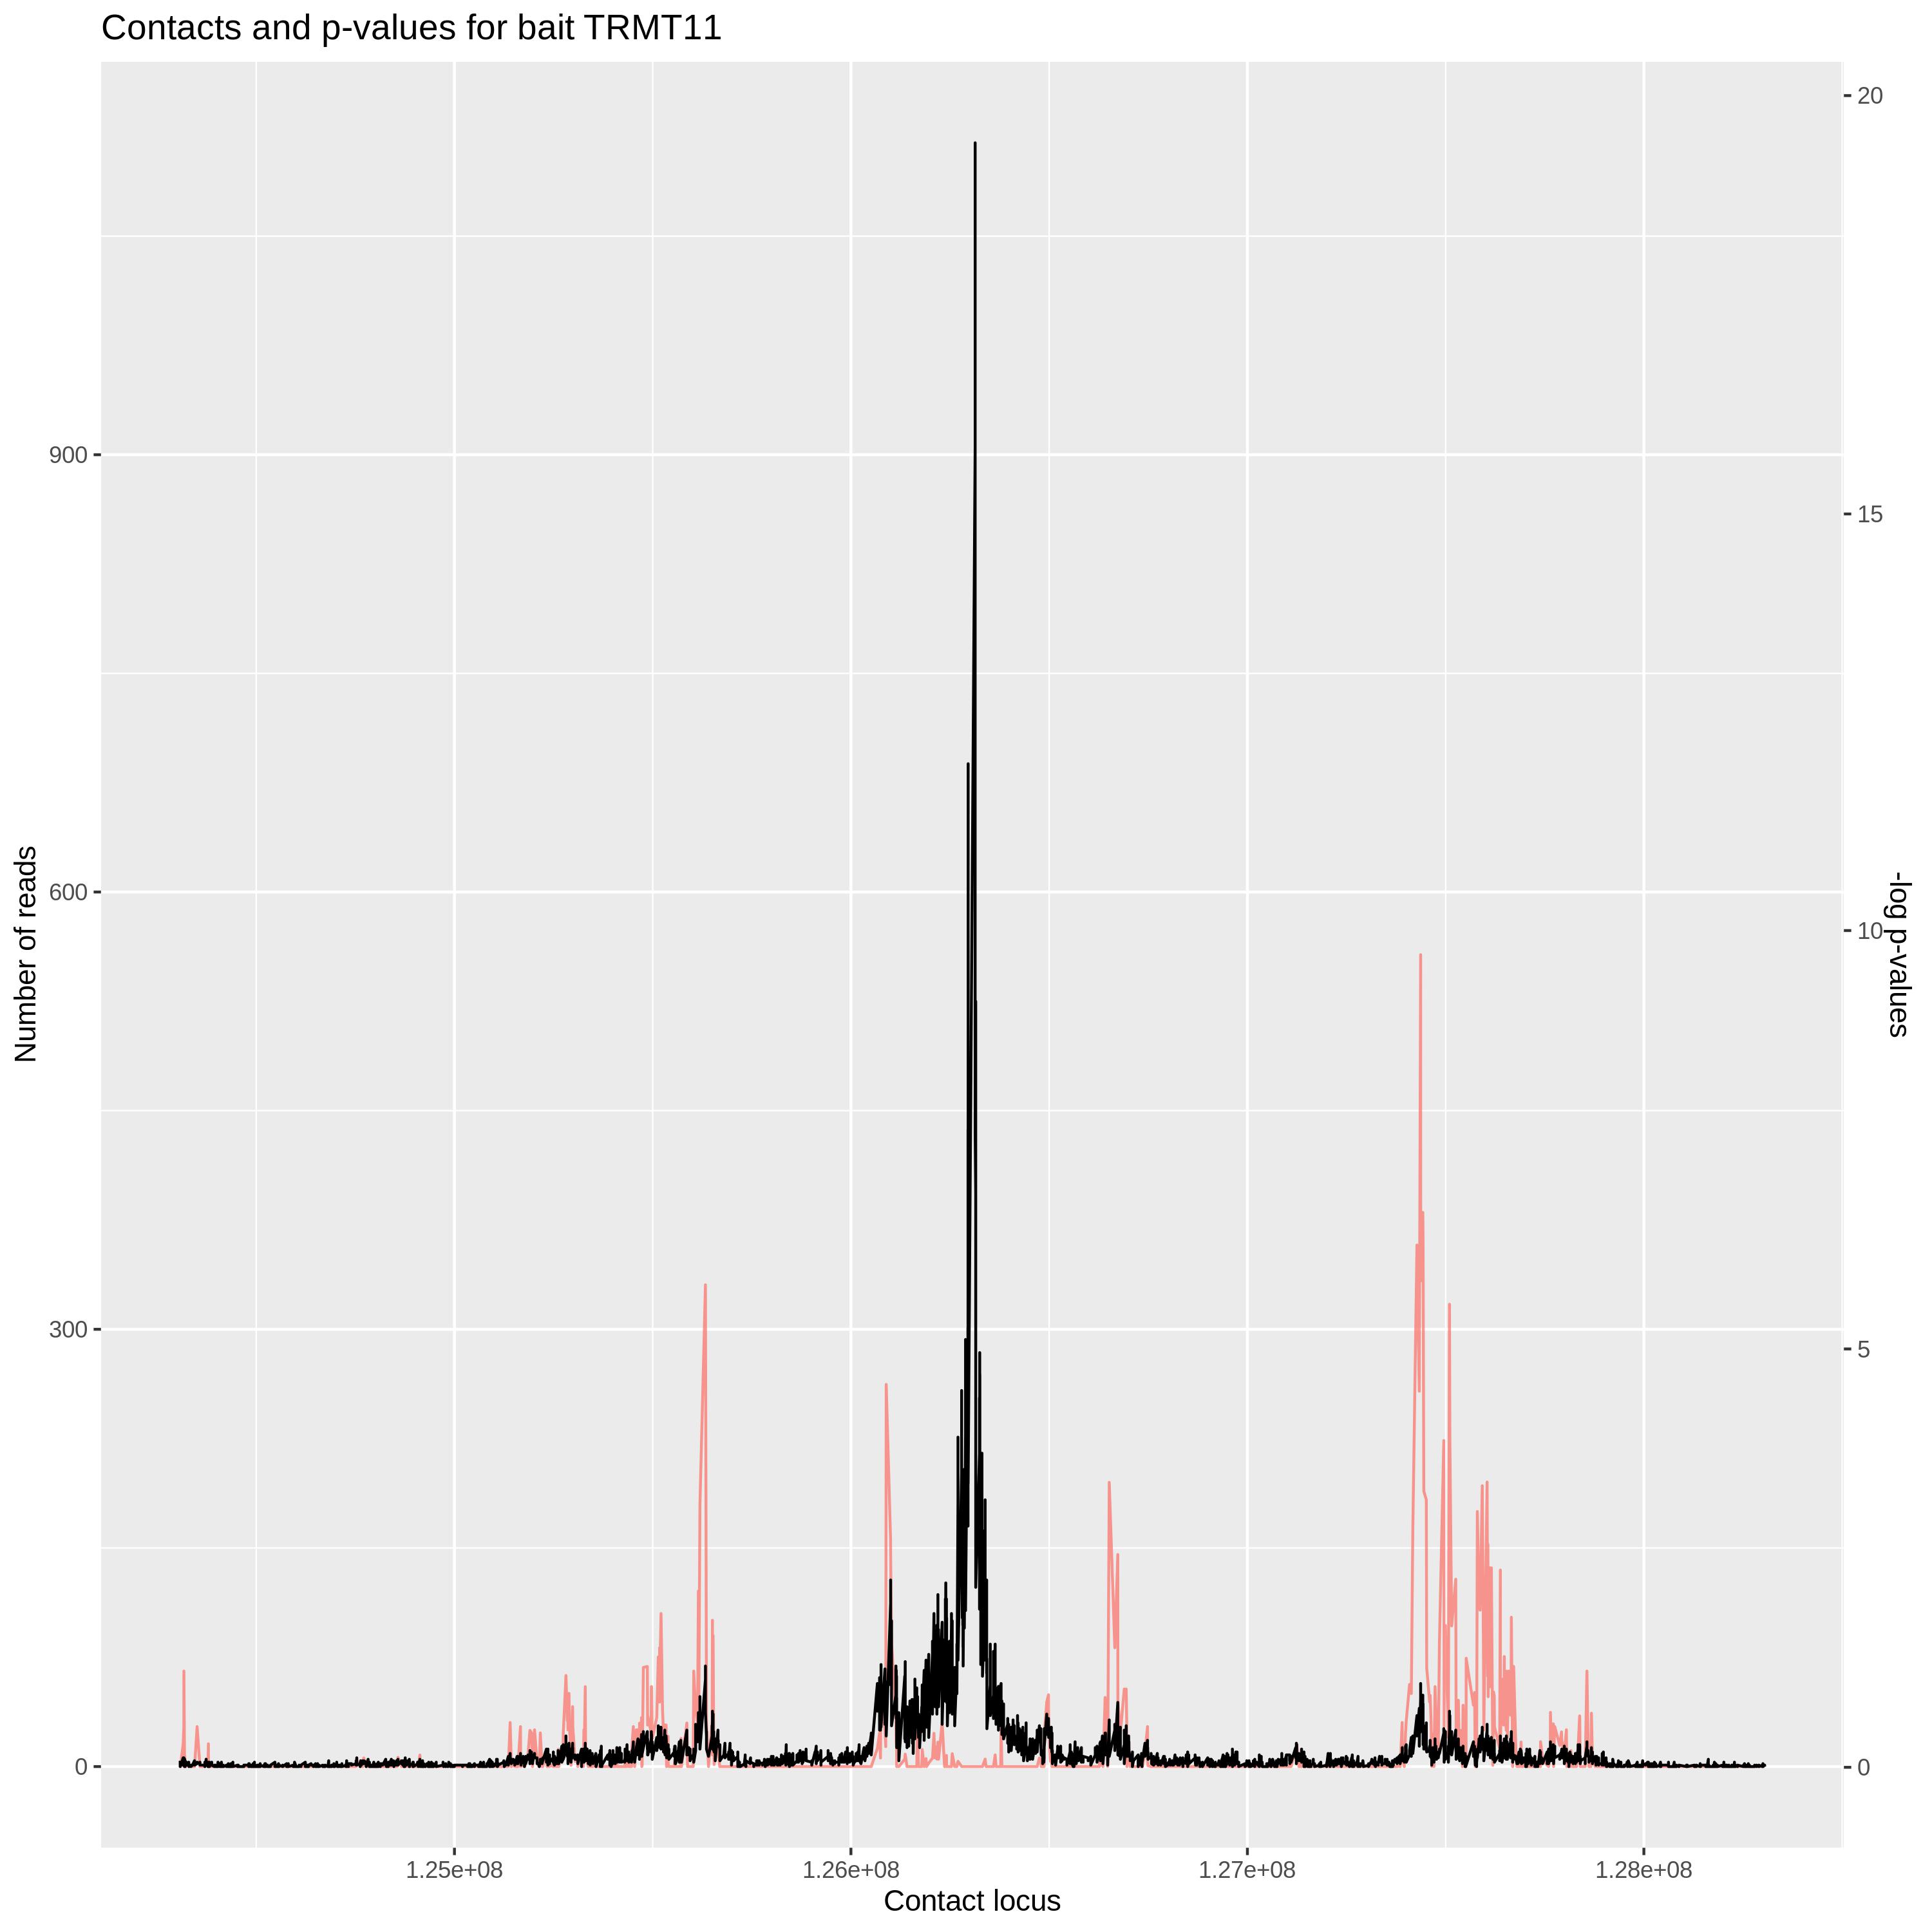 Contacts and p-values for bait TRMT11
20
15
10
5
0
900
600
300
0
Number of reads
-log p-values
1.25e+08
1.26e+08
1.27e+08
1.28e+08
Contact locus